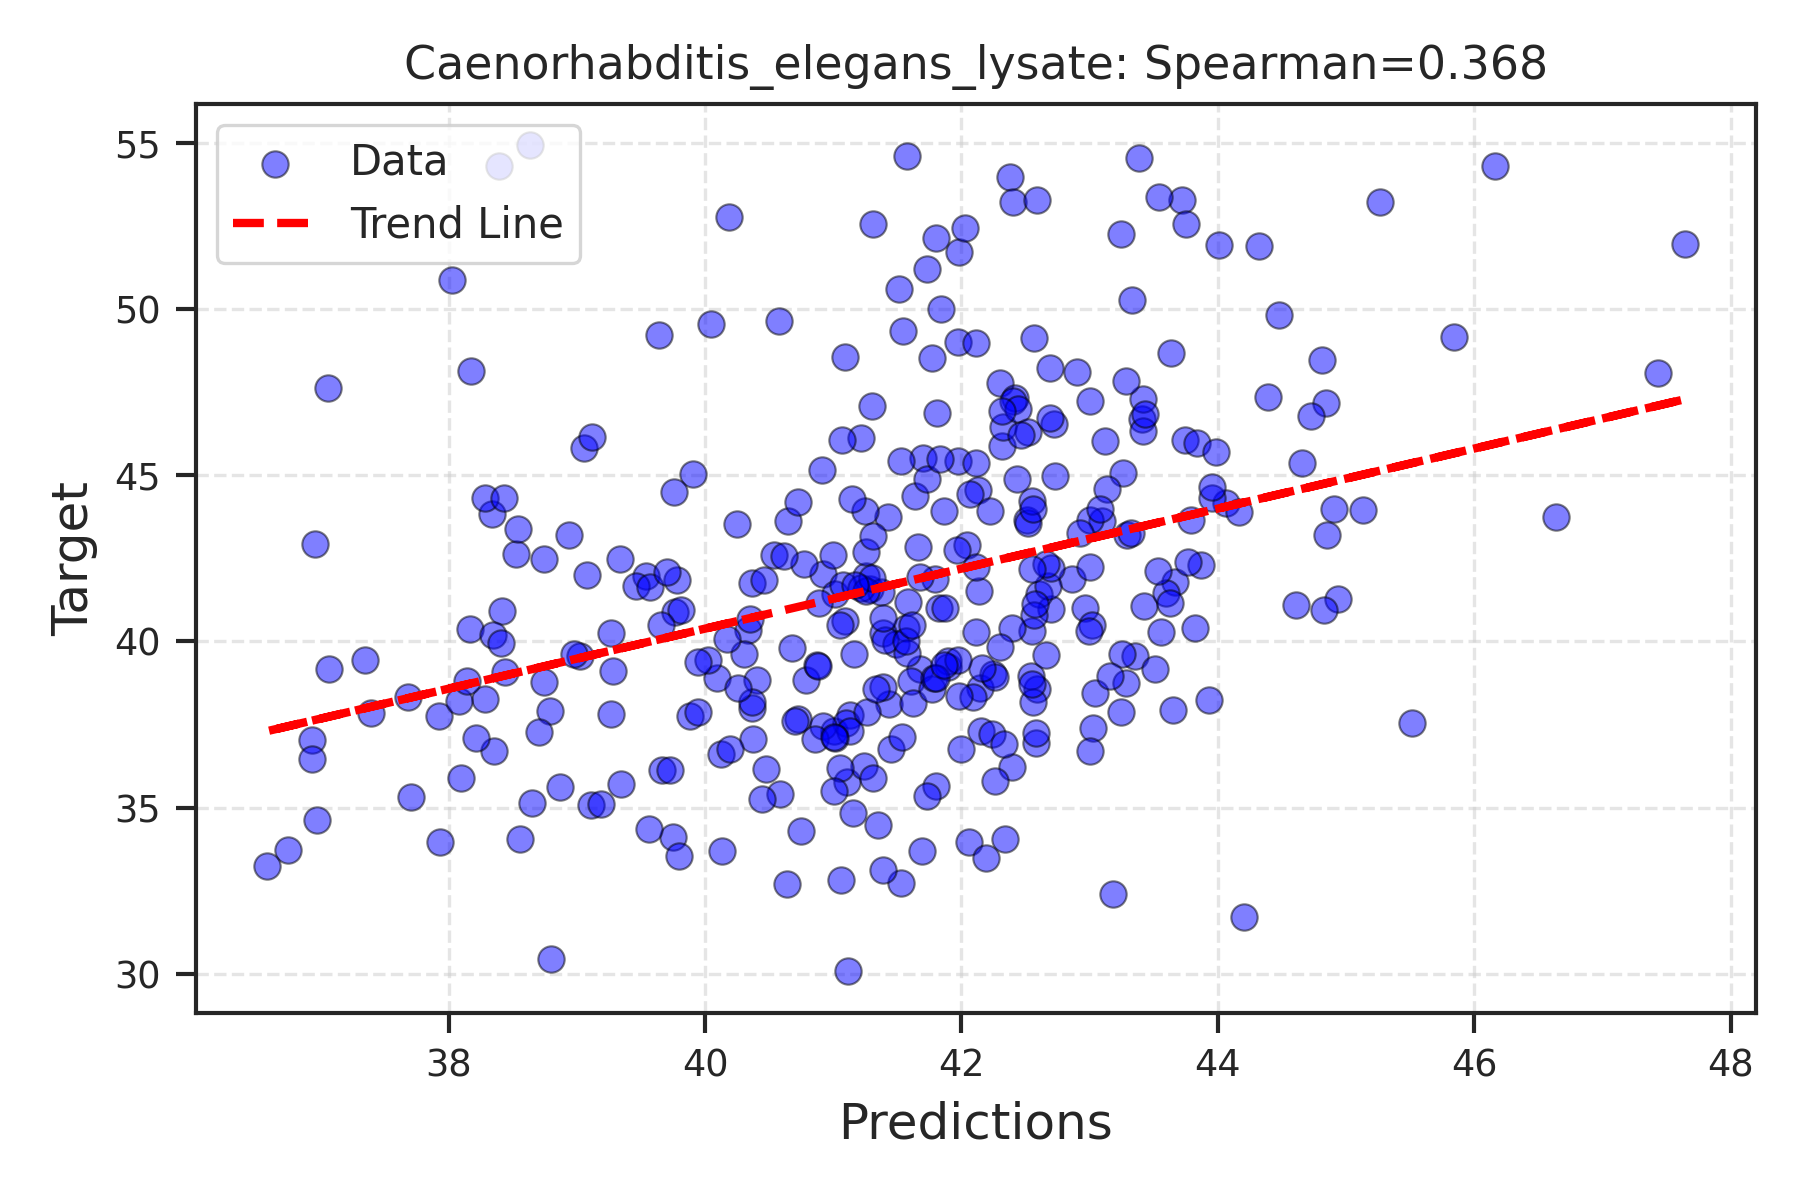 Caenorhabditis_elegans_lysate: Spearman=0.368
Data
Trend Line
55
50
45
40
35
30
Target
38 40 42 44 46 48
Predictions